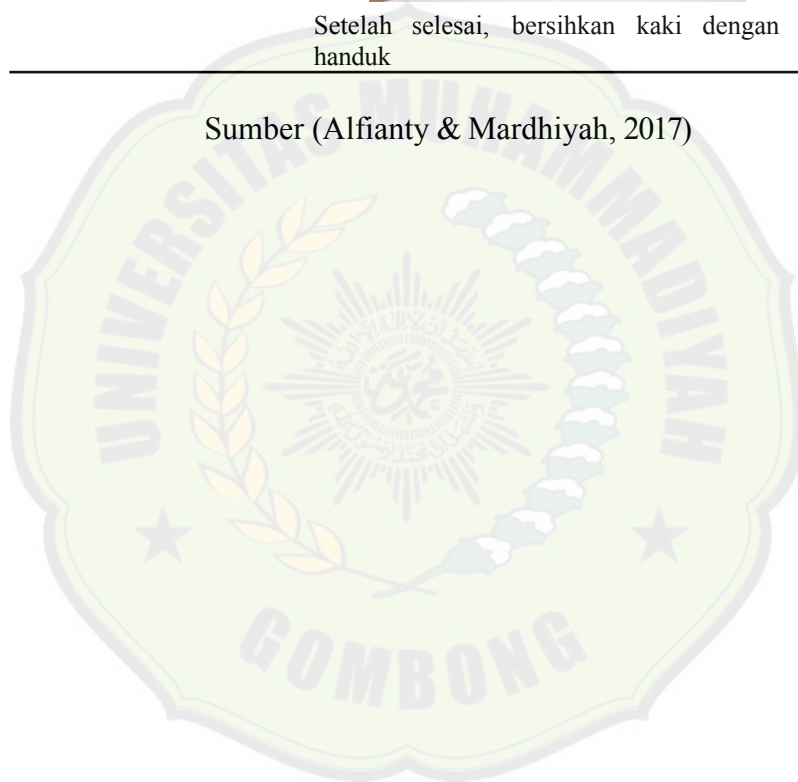 Setelah selesai, bersihkan kaki dengan
handuk
Sumber (Alfianty & Mardhiyah, 2017)
UNIVERSITAS MUHAMMADIYAH
GOMBONG